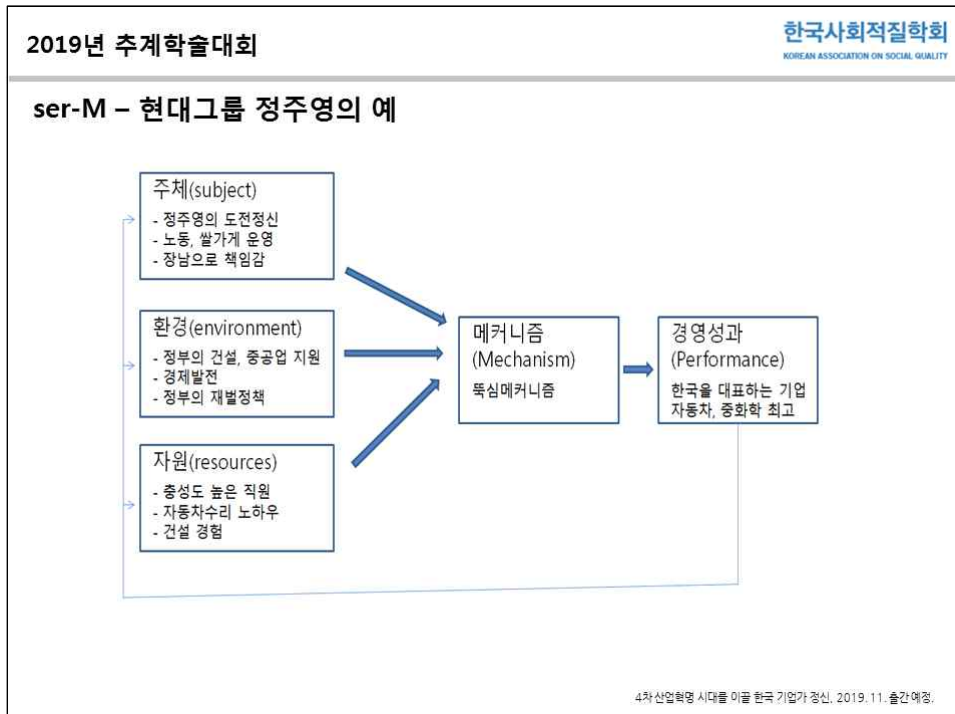 2019년 추계학술대회
한국사회적질학회
KOREAN ASSOCIATION ON SOCIAL QUALITY
ser-M – 현대그룹 정주영의 예
주체(subject)
- 정주영의 도전정신
- 노동, 쌀가게 운영
- 장남으로 책임감
환경(environment)
- 정부의 건설, 중공업 지원
- 경제발전
- 정부의 재벌정책
자원(resources)
- 충성도 높은 직원
- 자동차수리 노하우
- 건설 경험
메커니즘
(Mechanism)
뚝심메커니즘
경영성과
(Performance)
한국을 대표하는 기업
자동차, 중화학 최고
4차 산업혁명 시대를 이끌 한국 기업가 정신. 2019. 11. 출간 예정.